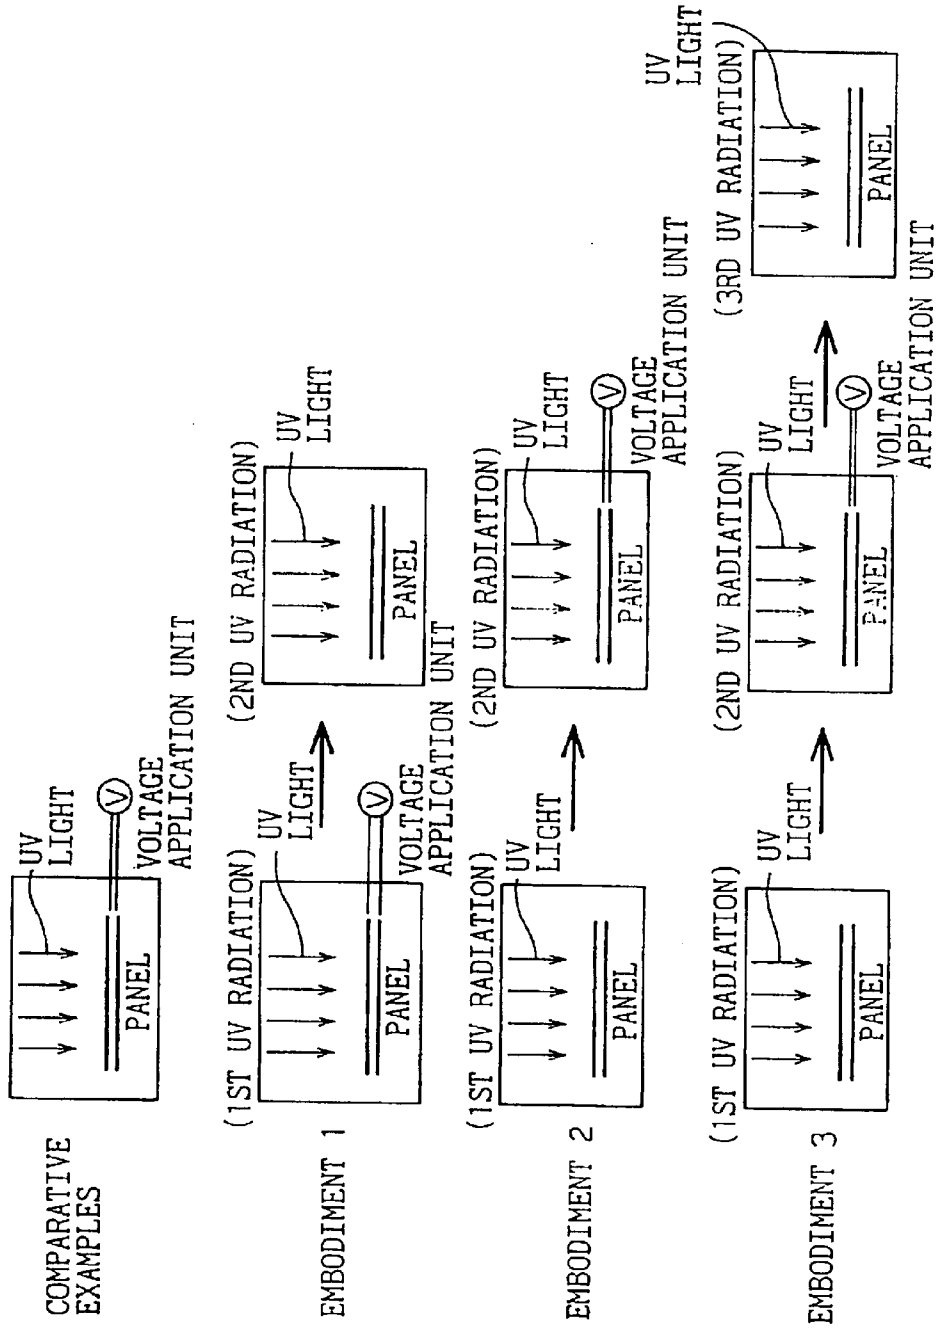 COMPARATIVE
EXAMPLES
UV
LIGHT
PANEL
V
VOLTAGE
APPLICATION UNIT
EMBODIMENT 1
(1ST UV RADIATION)
UV
LIGHT
PANEL
V
VOLTAGE
APPLICATION UNIT
(2ND UV RADIATION)
UV
LIGHT
PANEL
EMBODIMENT 2
(1ST UV RADIATION)
UV
LIGHT
PANEL
(2ND UV RADIATION)
UV
LIGHT
PANEL
V
VOLTAGE
APPLICATION UNIT
EMBODIMENT 3
(1ST UV RADIATION)
UV
LIGHT
PANEL
(2ND UV RADIATION)
UV
LIGHT
PANEL
V
VOLTAGE
APPLICATION UNIT
(3RD UV RADIATION)
UV
LIGHT
PANEL